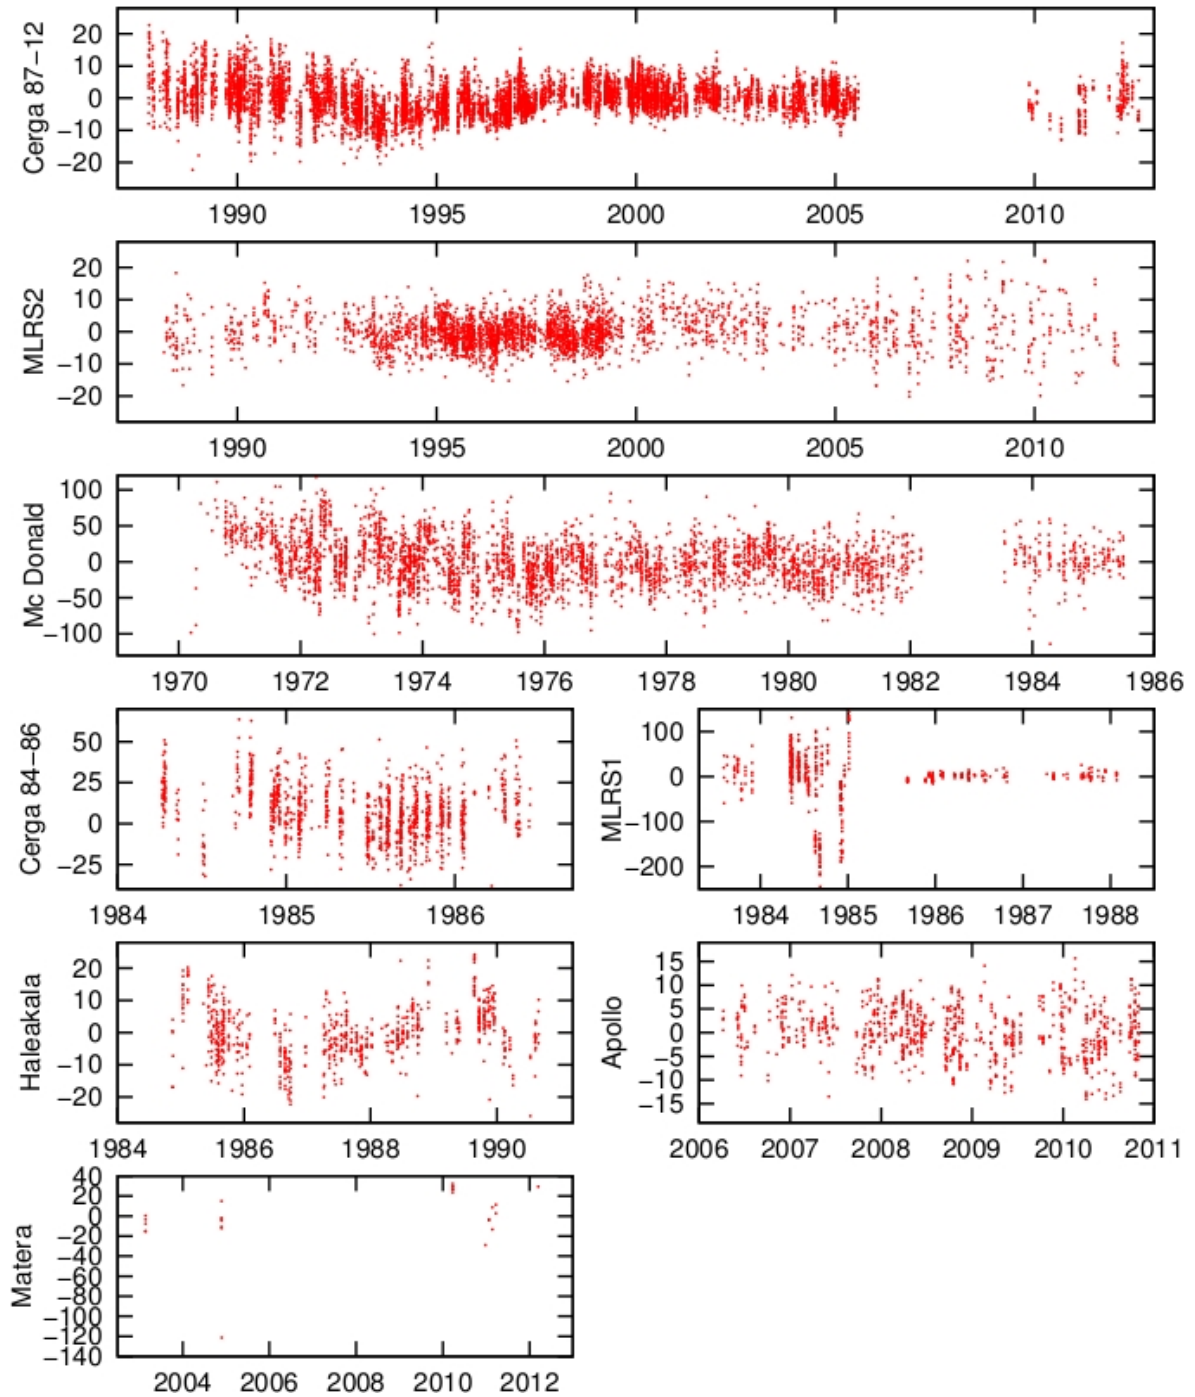 Cerga 87−12
20
10
0
−10
−20
1990 1995 2000 2005 2010
MLRS2
20
10
0
−10
−20
1990 1995 2000 2005 2010
Mc Donald
100
50
0
−50
−100
1970 1972 1974 1976 1978 1980 1982 1984 1986
Cerga 84−86
50
25
0
−25
1984 1985 1986
MLRS1
100
0
−100
−200
1984 1985 1986 1987 1988
Haleakala
20
10
0
−10
−20
1984 1986 1988 1990
Apollo
15
10
5
0
−5
−10
−15
2006 2007 2008 2009 2010 2011
Matera
40
20
0
−20
−40
−60
−80
−100
−120
−140
2004 2006 2008 2010 2012